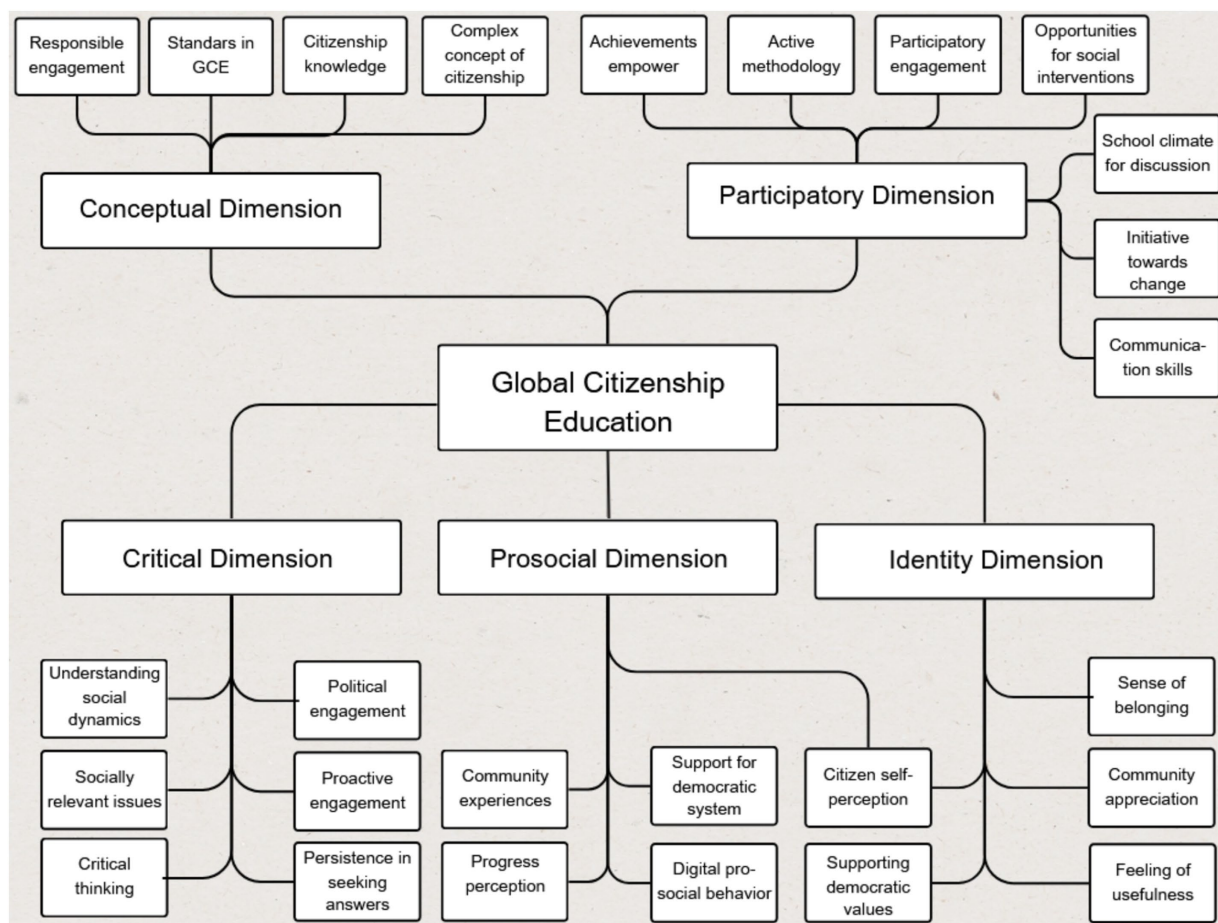 Responsible
engagement
Standars in
GCE
Citizenship
knowledge
Complex
concept of
citizenship
Achievements
empower
Active
methodology
Participatory
engagement
Opportunities
for social
interventions
School climate
for discussion
Conceptual Dimension
Participatory Dimension
Initiative
towards
change
Communica-
tion skills
Global Citizenship
Education
Critical Dimension
Prosocial Dimension
Identity Dimension
Understanding
social
dynamics
Political
engagement
Sense of
belonging
Socially
relevant issues
Proactive
engagement
Community
experiences
Support for
democratic
system
Citizen self-
perception
Community
appreciation
Critical
thinking
Persistence in
seeking
answers
Progress
perception
Digital pro-
social behavior
Supporting
democratic
values
Feeling of
usefulness